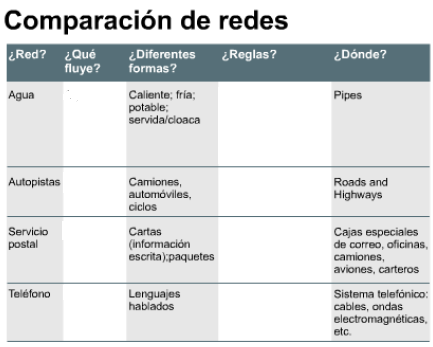 Comparación de redes
¿Red?
¿Qué
fluye?
¿Diferentes
formas?
¿Reglas?
¿Dónde?
Agua
Caliente; fría;
potable;
servida/cloaca
Pipes
Autopistas
Camiones,
automóviles,
ciclos
Roads and
Highways
Servicio
postal
Cartas
(información
escrita);paquetes
Cajas especiales
de correo, oficinas,
camiones,
aviones, carteros
Teléfono
Lenguajes
hablados
Sistema telefónico:
cables, ondas
electromagnéticas,
etc.